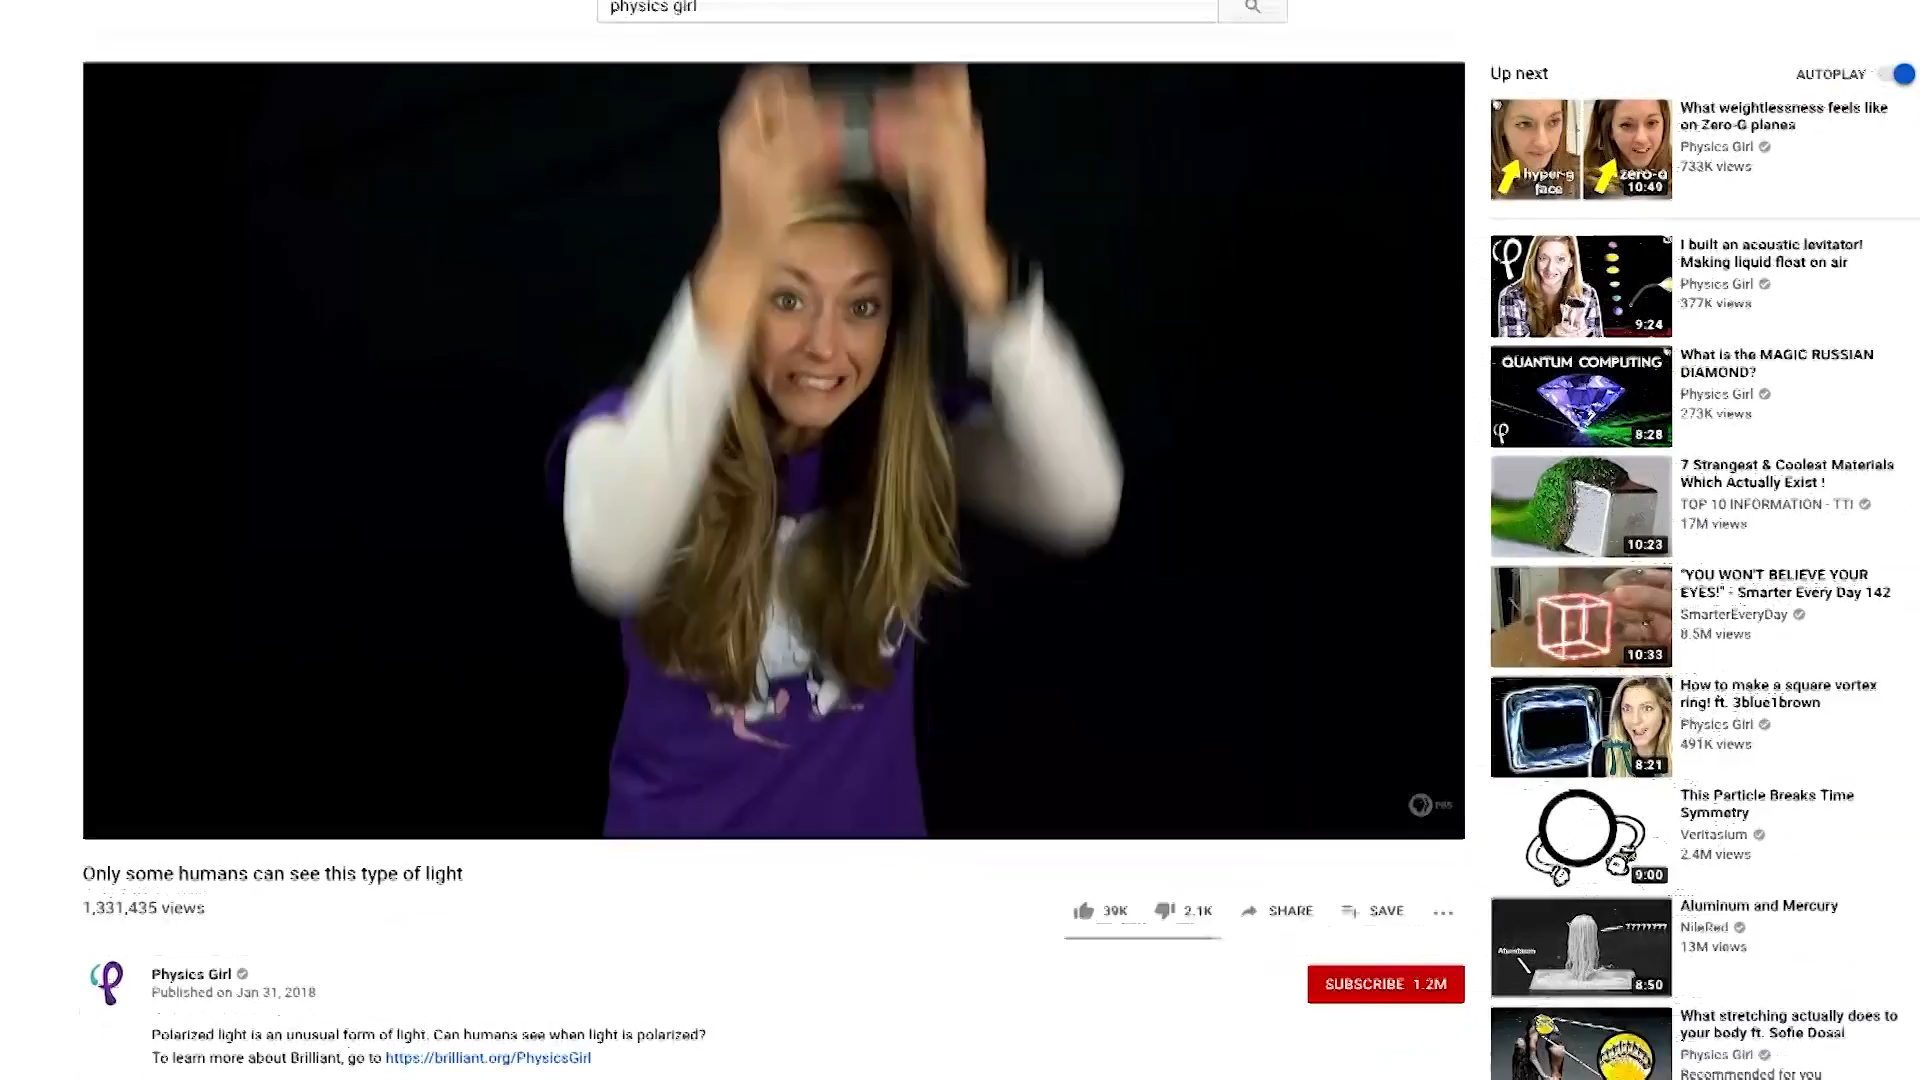 physics girl
Only some humans can see this type of light
1,331,435 views
39K
2.1K
SHARE
SAVE
Physics Girl
Published on Jan 31, 2018
SUBSCRIBE 1.2M
Polarized light is an unusual form of light. Can humans see when light is polarized?
To learn more about Brilliant, go to https://brilliant.org/PhysicsGirl
Up next
AUTOPLAY
hyper-g
face
zero-g
10:49
What weightlessness feels like
on Zero-G planes
Physics Girl
733K views
9:24
I built an acoustic levitator!
Making liquid float on air
Physics Girl
377K views
QUANTUM COMPUTING
8:28
What is the MAGIC RUSSIAN
DIAMOND?
Physics Girl
273K views
10:23
7 Strangest & Coolest Materials
Which Actually Exist !
TOP 10 INFORMATION - TTI
17M views
10:33
"YOU WON'T BELIEVE YOUR
EYES!" - Smarter Every Day 142
SmarterEveryDay
8.5M views
8:21
How to make a square vortex
ring! ft. 3blue1brown
Physics Girl
491K views
9:00
This Particle Breaks Time
Symmetry
Veritasium
2.4M views
Aluminum
???????
8:50
Aluminum and Mercury
NileRed
13M views
What stretching actually does to
your body ft. Sofie Dossi
Physics Girl
Recommended for you
PBS